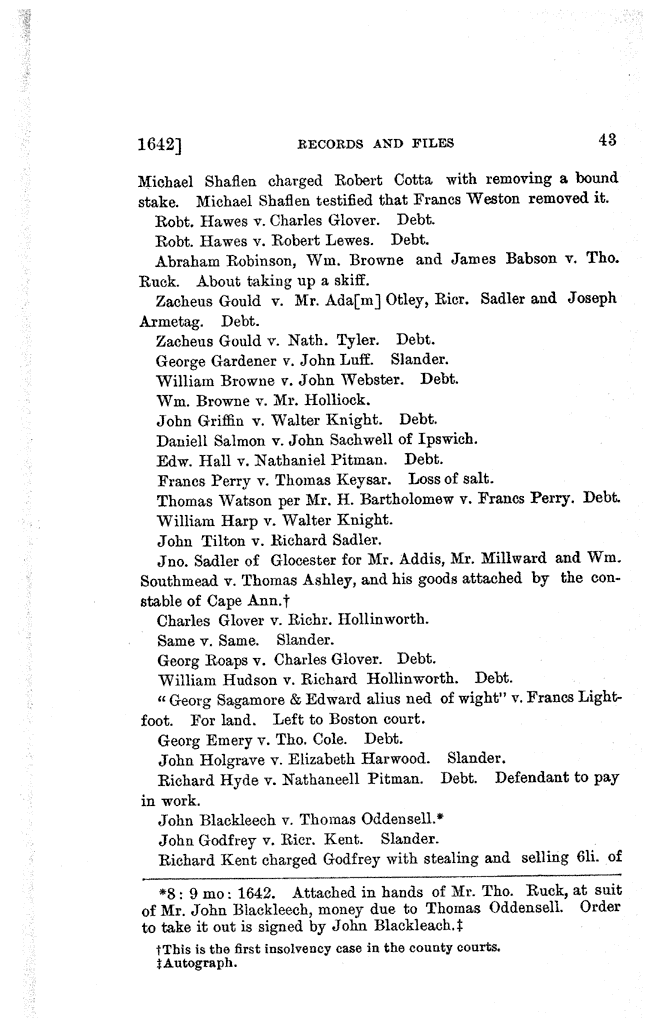 1642] RECORDS AND FILES 43
Michael Shaflen charged Robert Cotta with removing a bound
stake. Michael Shaflen testified that Francs Weston removed it.
Robt. Hawes v. Charles Glover. Debt.
Robt. Hawes v. Robert Lewes. Debt.
Abraham Robinson, Wm. Browne and James Babson v. Tho.
Ruck. About taking up a skiff.
Zacheus Gould v. Mr. Ada[m] Otley, Ricr. Sadler and Joseph
Armetag. Debt.
Zacheus Gould v. Nath. Tyler. Debt.
George Gardener v. John Luff. Slander.
William Browne v. John Webster. Debt.
Wm. Browne v. Mr. Holliock.
John Griffin v. Walter Knight. Debt.
Daniell Salmon v. John Sachwell of Ipswich.
Edw. Hall v. Nathaniel Pitman. Debt.
Francs Perry v. Thomas Keysar. Loss of salt.
Thomas Watson per Mr. H. Bartholomew v. Francs Perry. Debt.
William Harp v. Walter Knight.
John Tilton v. Richard Sadler.
Jno. Sadler of Glocester for Mr. Addis, Mr. Millward and Wm.
Southmead v. Thomas Ashley, and his goods attached by the con-
stable of Cape Ann.†
Charles Glover v. Richr. Hollinworth.
Same v. Same. Slander.
Georg Roaps v. Charles Glover. Debt.
William Hudson v. Richard Hollinworth. Debt.
"Georg Sagamore & Edward alius ned of wight" v. Francs Light-
foot. For land. Left to Boston court.
Georg Emery v. Tho. Cole. Debt.
John Holgrave v. Elizabeth Harwood. Slander.
Richard Hyde v. Nathaneell Pitman. Debt. Defendant to pay
in work.
John Blackleech v. Thomas Oddensell.*
John Godfrey v. Ricr. Kent. Slander.
Richard Kent charged Godfrey with stealing and selling 6li. of
*8: 9 mo: 1642. Attached in hands of Mr. Tho. Ruck, at suit
of Mr. John Blackleech, money due to Thomas Oddensell. Order
to take it out is signed by John Blackleach.‡
†This is the first insolvency case in the county courts.
‡Autograph.